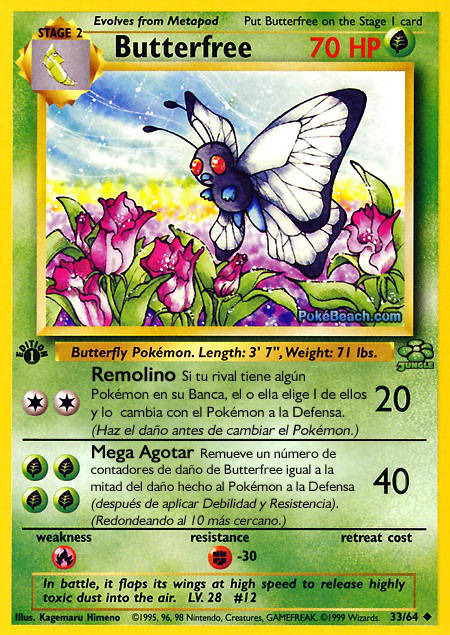 Evolves from Metapod
Put Butterfree on the Stage 1 card
STAGE 2
Butterfree
70 HP
PokéBeach.com
EDITION
1
Butterfly Pokémon. Length: 3' 7", Weight: 71 lbs.
JUNGLE
Remolino Si tu rival tiene algún
Pokémon en su Banca, el o ella elige 1 de ellos
y lo cambia con el Pokémon a la Defensa.
(Haz el daño antes de cambiar el Pokémon.)
20
Mega Agotar Remueve un número de
contadores de daño de Butterfree igual a la
mitad del daño hecho al Pokémon a la Defensa
(después de aplicar Debilidad y Resistencia).
(Redondeando al 10 más cercano.)
40
weakness
resistance
retreat cost
-30
In battle, it flaps its wings at high speed to release highly
toxic dust into the air. LV. 28 #12
Illus. Kagemaru Himeno
©1995, 96, 98 Nintendo, Creatures, GAMEFREAK. ©1999 Wizards.
33/64